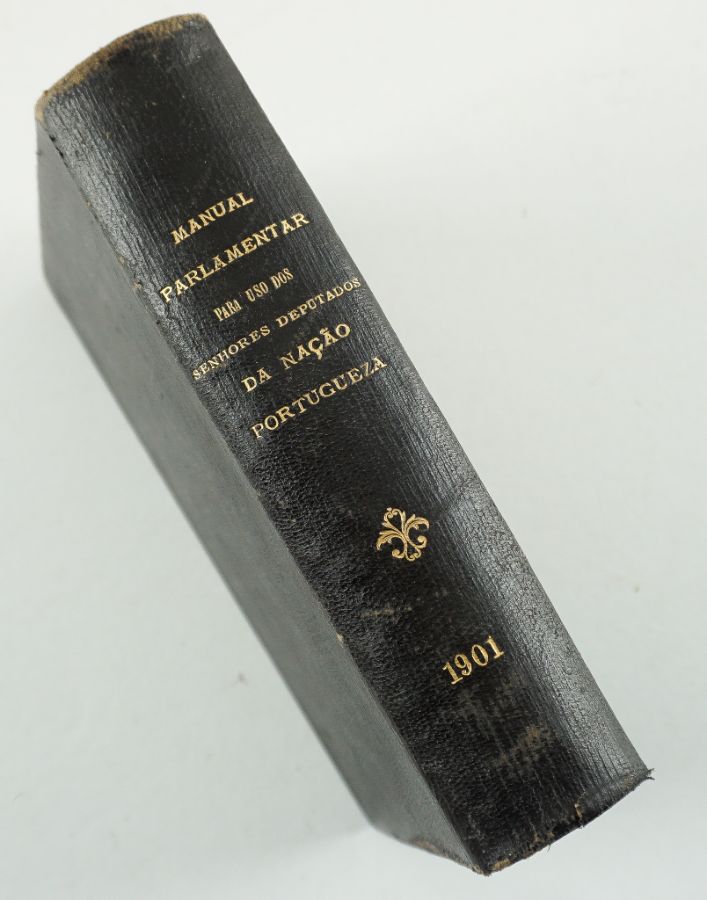 MANUAL
PARLAMENTAR
PARA USO DOS
SENHORES DEPUTADOS
DA NAÇÃO
PORTUGUEZA
1901